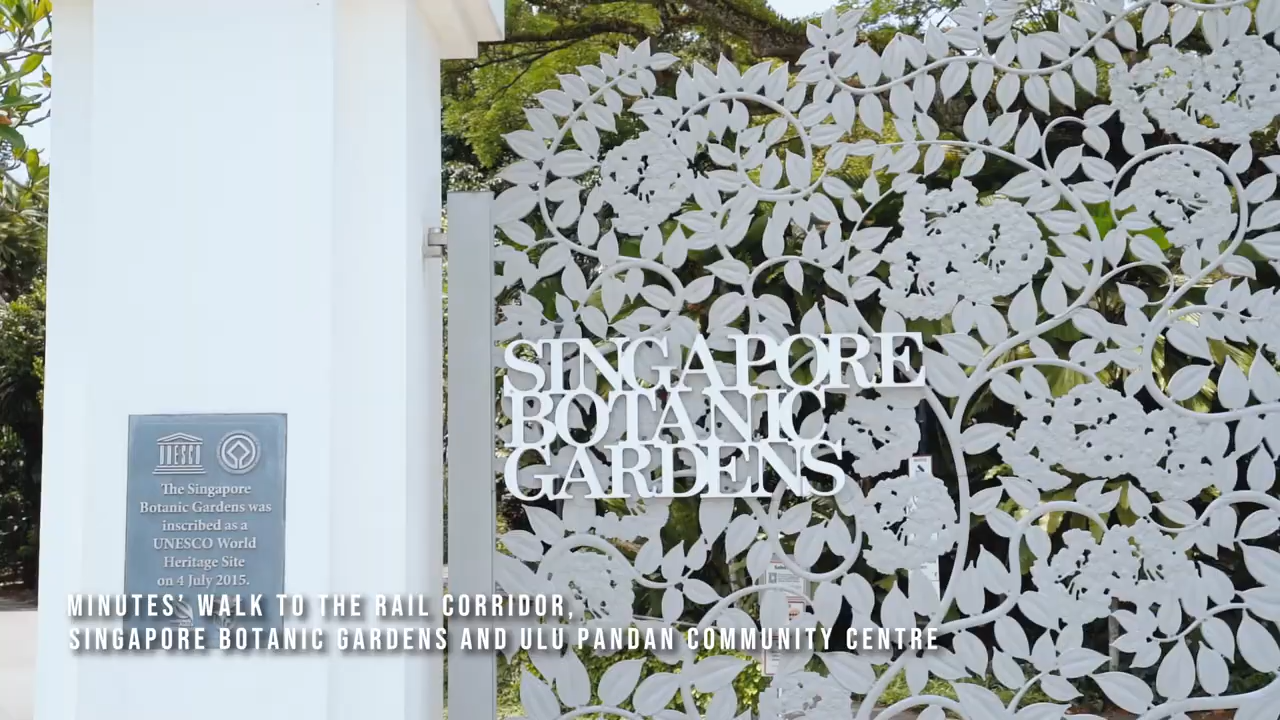 SINGAPORE
BOTANIC
GARDENS
UNESCO
The Singapore
Botanic Gardens was
inscribed as a
UNESCO World
Heritage Site
on 4 July 2015.
MINUTES' WALK TO THE RAIL CORRIDOR,
SINGAPORE BOTANIC GARDENS AND ULU PANDAN COMMUNITY CENTRE